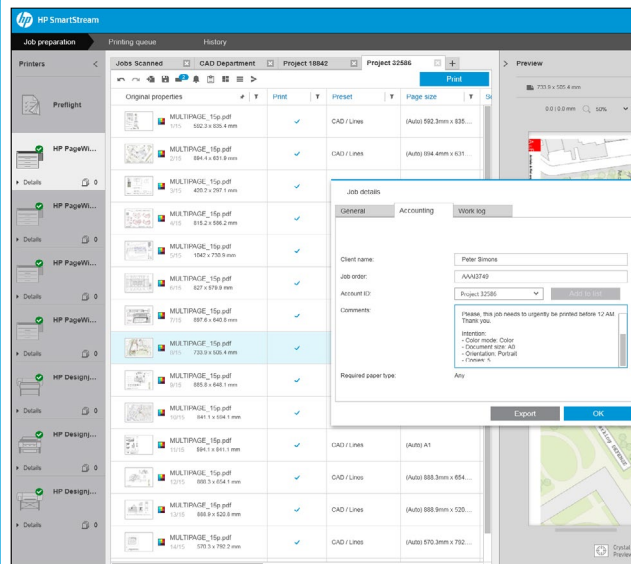 hp HP SmartStream
Job preparation Printing queue History
Printers <
Preflight
HP PageWi...
Details 0
HP PageWi...
Details 0
HP PageWi...
Details 0
HP PageWi...
Details 0
HP Designj...
Details 0
HP Designj...
Details 0
HP Designj...
Details 0
Jobs Scanned CAD Department Project 18842 Project 32586 +
Print
Original properties Print Preset Page size
MULTIPAGE_15p.pdf CAD / Lines (Auto) 592.3mm x 835...
1/15 592.3 x 835.4 mm
MULTIPAGE_15p.pdf CAD / Lines (Auto) 894.4mm x 631...
2/15 894.4 x 631.9 mm
MULTIPAGE_15p.pdf
3/15 420.2 x 297.1 mm
MULTIPAGE_15p.pdf
4/15 815.2 x 586.2 mm
MULTIPAGE_15p.pdf
5/15 1042 x 730.9 mm
MULTIPAGE_15p.pdf
6/15 827 x 579.9 mm
MULTIPAGE_15p.pdf
7/15 897.6 x 640.8 mm
MULTIPAGE_15p.pdf
8/15 733.9 x 505.4 mm
MULTIPAGE_15p.pdf
9/15 885.8 x 648.1 mm
MULTIPAGE_15p.pdf
10/15 841.1 x 594.1 mm
MULTIPAGE_15p.pdf CAD / Lines (Auto) A1
11/15 594.1 x 841.1 mm
MULTIPAGE_15p.pdf CAD / Lines (Auto) 888.3mm x 654...
12/15 888.3 x 654.1 mm
MULTIPAGE_15p.pdf CAD / Lines (Auto) 888.9mm x 520...
13/15 888.9 x 520.6 mm
MULTIPAGE_15p.pdf CAD / Lines (Auto) 570.3mm x 792...
14/15 570.3 x 792.2 mm
> Preview
733.9 x 505.4 mm
0.0 | 0.0 mm 50%
Job details
General Accounting Work log
Client name: Peter Simons
Job order: AAAI3749
Account ID: Project 32586 Add to list
Comments: Please, this job needs to urgently be printed before 12 AM
Thank you.
Intention:
- Color mode: Color
- Document size: A0
- Orientation: Portrait
- Copies: 5
Required paper type: Any
Export OK
Crystal
Preview